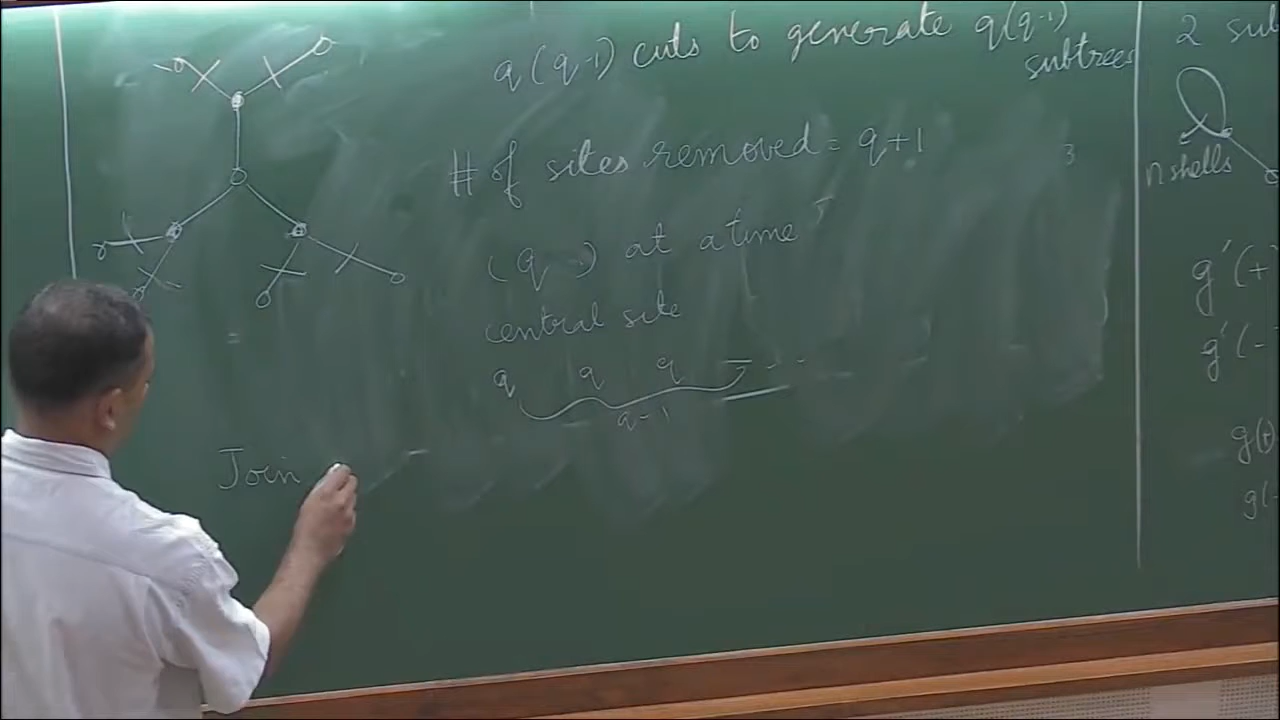 q(q-1) cuts to generate q(q-1)
subtrees
# of sites removed = q+1
3
(q ) at a time
central site
q q q
q-1
Join
2 sub
n shells
g'(+
g'(-
g(+)
g(-